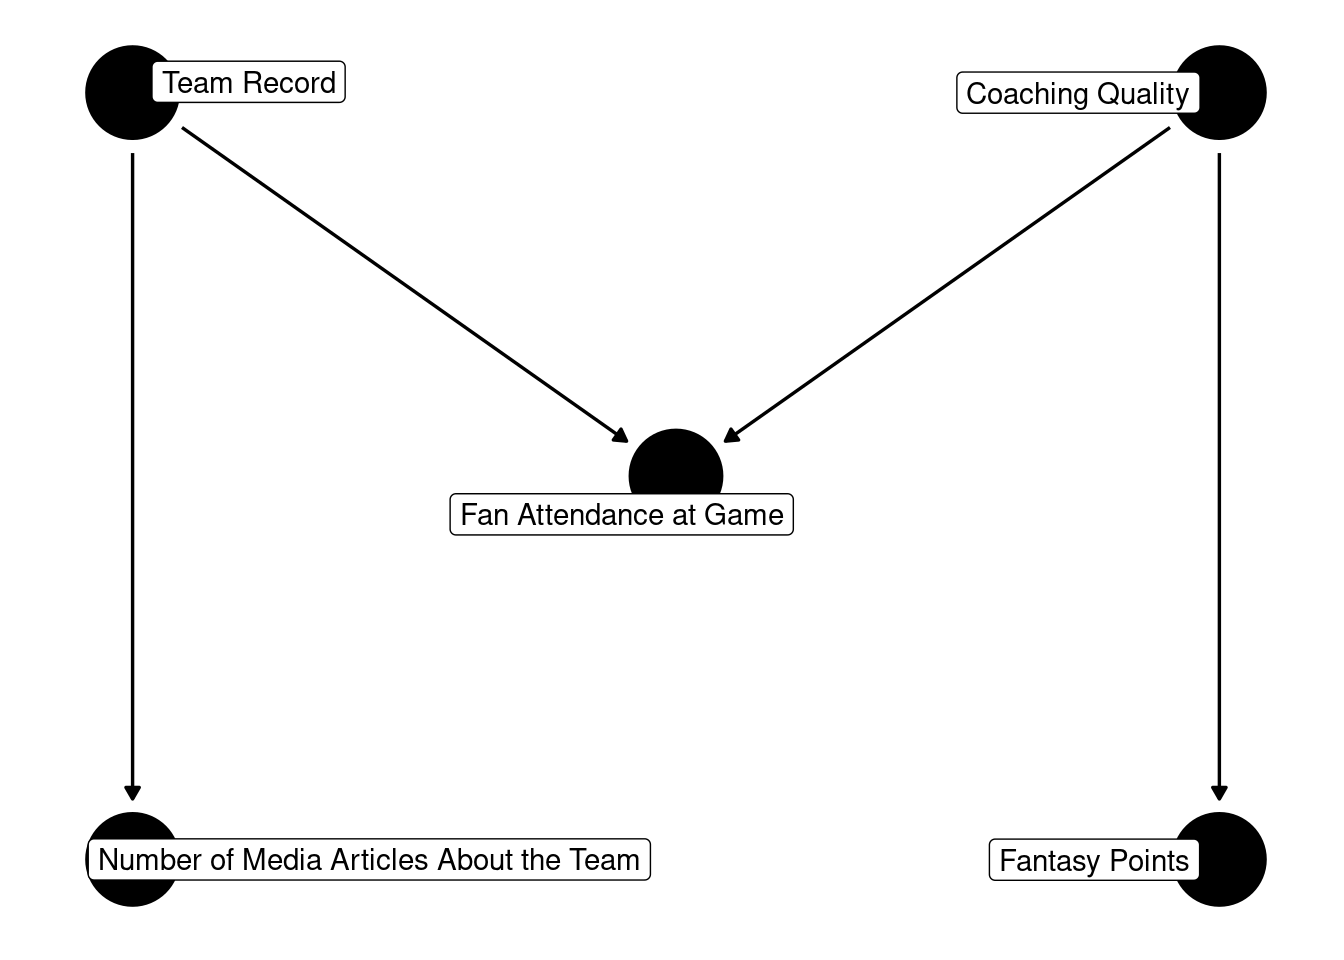 Team Record
Coaching Quality
Fan Attendance at Game
Number of Media Articles About the Team
Fantasy Points